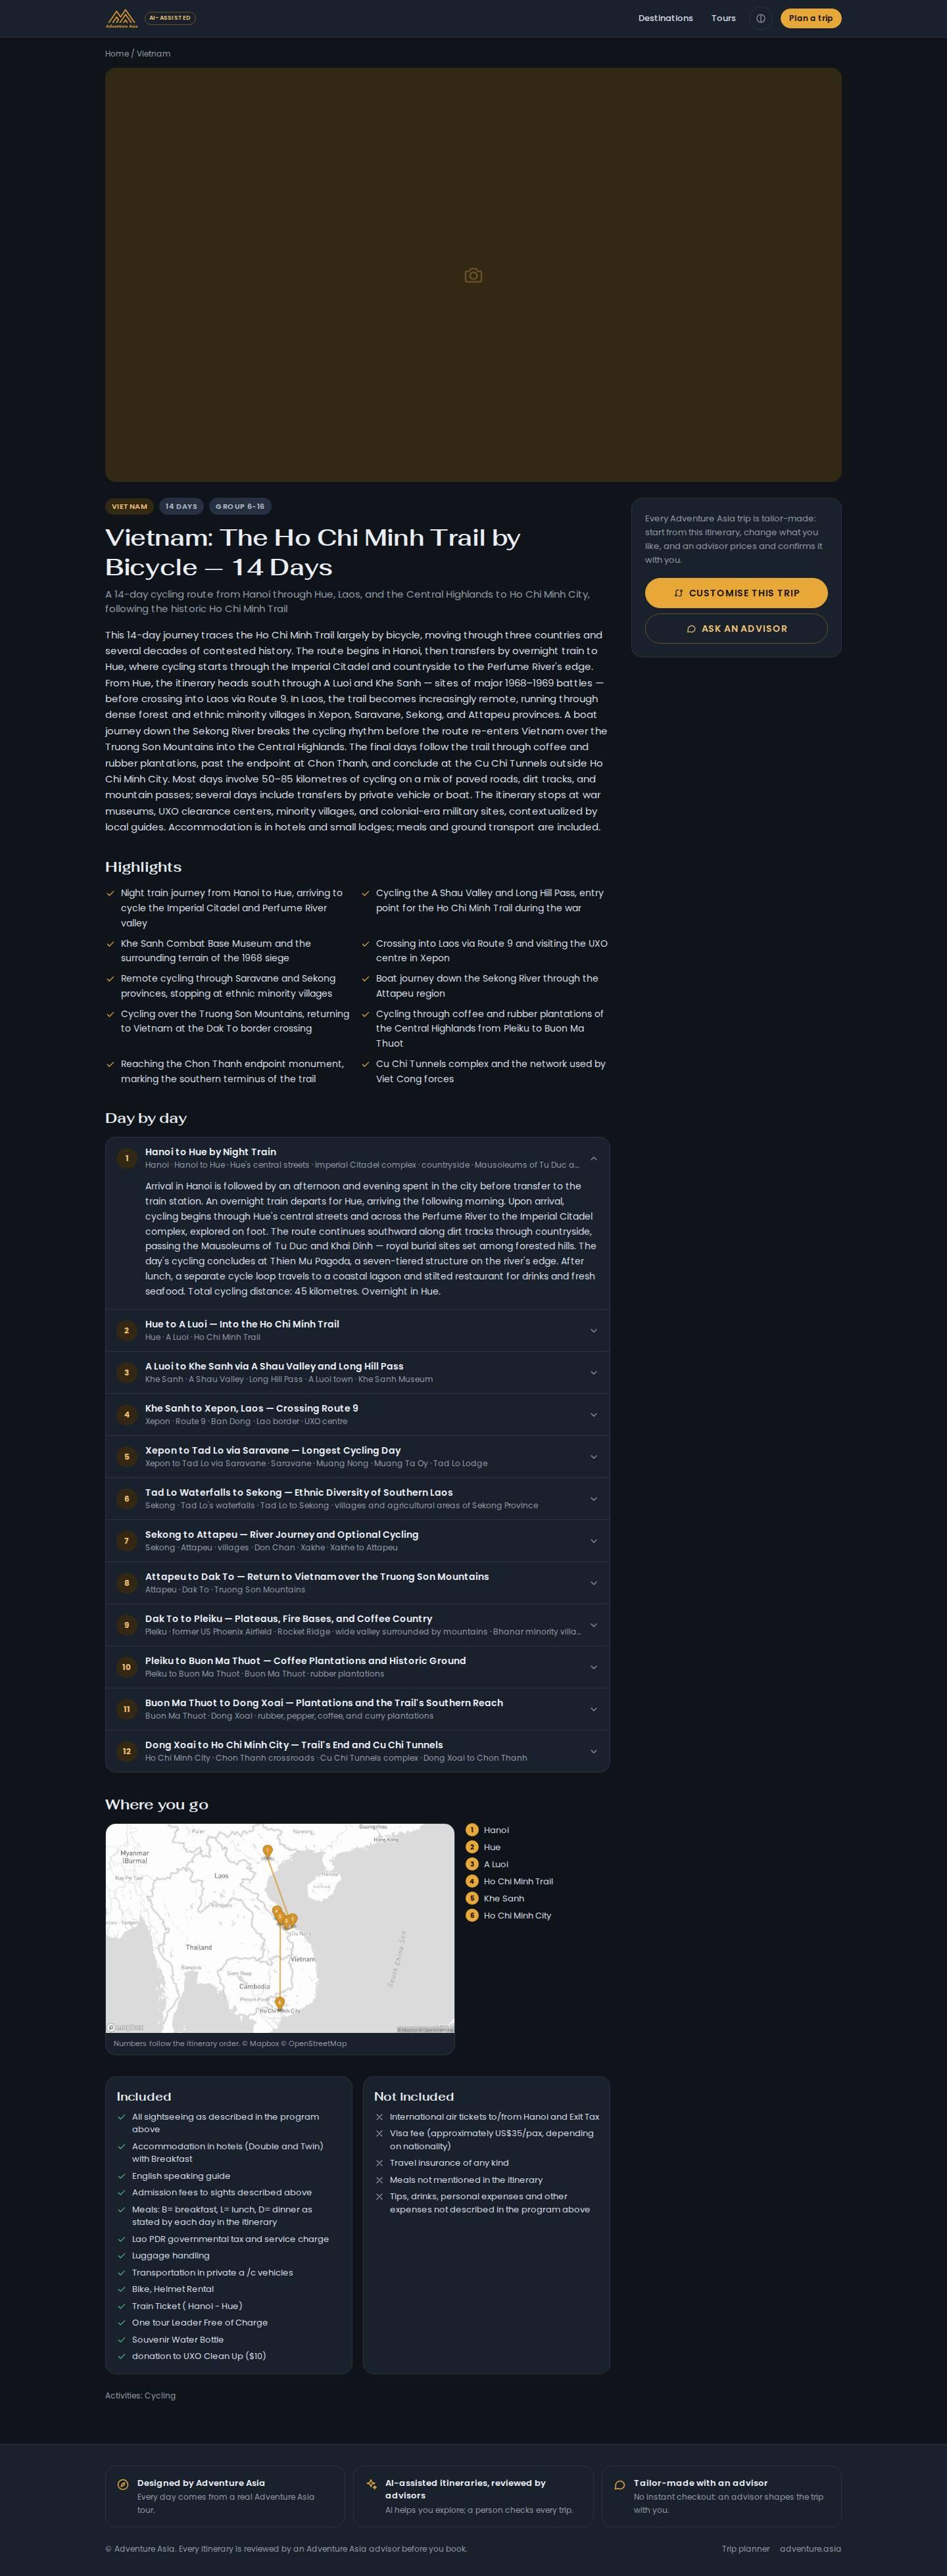 Adventure Asia
AI-ASSISTED
Destinations
Tours
Plan a trip
Home / Vietnam
VIETNAM
14 DAYS
GROUP 6-16
Vietnam: The Ho Chi Minh Trail by
Bicycle — 14 Days
A 14-day cycling route from Hanoi through Hue, Laos, and the Central Highlands to Ho Chi Minh City,
following the historic Ho Chi Minh Trail
This 14-day journey traces the Ho Chi Minh Trail largely by bicycle, moving through three countries and
several decades of contested history. The route begins in Hanoi, then transfers by overnight train to
Hue, where cycling starts through the Imperial Citadel and countryside to the Perfume River's edge.
From Hue, the itinerary heads south through A Luoi and Khe Sanh — sites of major 1968–1969 battles —
before crossing into Laos via Route 9. In Laos, the trail becomes increasingly remote, running through
dense forest and ethnic minority villages in Xepon, Saravane, Sekong, and Attapeu provinces. A boat
journey down the Sekong River breaks the cycling rhythm before the route re-enters Vietnam over the
Truong Son Mountains into the Central Highlands. The final days follow the trail through coffee and
rubber plantations, past the endpoint at Chon Thanh, and conclude at the Cu Chi Tunnels outside Ho
Chi Minh City. Most days involve 50–85 kilometres of cycling on a mix of paved roads, dirt tracks, and
mountain passes; several days include transfers by private vehicle or boat. The itinerary stops at war
museums, UXO clearance centers, minority villages, and colonial-era military sites, contextualized by
local guides. Accommodation is in hotels and small lodges; meals and ground transport are included.
Every Adventure Asia trip is tailor-made:
start from this itinerary, change what you
like, and an advisor prices and confirms it
with you.
CUSTOMISE THIS TRIP
ASK AN ADVISOR
Highlights
Night train journey from Hanoi to Hue, arriving to
cycle the Imperial Citadel and Perfume River
valley
Cycling the A Shau Valley and Long Hill Pass, entry
point for the Ho Chi Minh Trail during the war
Khe Sanh Combat Base Museum and the
surrounding terrain of the 1968 siege
Crossing into Laos via Route 9 and visiting the UXO
centre in Xepon
Remote cycling through Saravane and Sekong
provinces, stopping at ethnic minority villages
Boat journey down the Sekong River through the
Attapeu region
Cycling over the Truong Son Mountains, returning
to Vietnam at the Dak To border crossing
Cycling through coffee and rubber plantations of
the Central Highlands from Pleiku to Buon Ma
Thuot
Reaching the Chon Thanh endpoint monument,
marking the southern terminus of the trail
Cu Chi Tunnels complex and the network used by
Viet Cong forces
Day by day
1
Hanoi to Hue by Night Train
Hanoi · Hanoi to Hue · Hue's central streets · Imperial Citadel complex · countryside · Mausoleums of Tu Duc a…
Arrival in Hanoi is followed by an afternoon and evening spent in the city before transfer to the
train station. An overnight train departs for Hue, arriving the following morning. Upon arrival,
cycling begins through Hue's central streets and across the Perfume River to the Imperial Citadel
complex, explored on foot. The route continues southward along dirt tracks through countryside,
passing the Mausoleums of Tu Duc and Khai Dinh — royal burial sites set among forested hills. The
day's cycling concludes at Thien Mu Pagoda, a seven-tiered structure on the river's edge. After
lunch, a separate cycle loop travels to a coastal lagoon and stilted restaurant for drinks and fresh
seafood. Total cycling distance: 45 kilometres. Overnight in Hue.
2
Hue to A Luoi — Into the Ho Chi Minh Trail
Hue · A Luoi · Ho Chi Minh Trail
3
A Luoi to Khe Sanh via A Shau Valley and Long Hill Pass
Khe Sanh · A Shau Valley · Long Hill Pass · A Luoi town · Khe Sanh Museum
4
Khe Sanh to Xepon, Laos — Crossing Route 9
Xepon · Route 9 · Ban Dong · Lao border · UXO centre
5
Xepon to Tad Lo via Saravane — Longest Cycling Day
Xepon to Tad Lo via Saravane · Saravane · Muang Nong · Muang Ta Oy · Tad Lo Lodge
6
Tad Lo Waterfalls to Sekong — Ethnic Diversity of Southern Laos
Sekong · Tad Lo's waterfalls · Tad Lo to Sekong · villages and agricultural areas of Sekong Province
7
Sekong to Attapeu — River Journey and Optional Cycling
Sekong · Attapeu · villages · Don Chan · Xakhe · Xakhe to Attapeu
8
Attapeu to Dak To — Return to Vietnam over the Truong Son Mountains
Attapeu · Dak To · Truong Son Mountains
9
Dak To to Pleiku — Plateaus, Fire Bases, and Coffee Country
Pleiku · former US Phoenix Airfield · Rocket Ridge · wide valley surrounded by mountains · Bhanar minority villa…
10
Pleiku to Buon Ma Thuot — Coffee Plantations and Historic Ground
Pleiku to Buon Ma Thuot · Buon Ma Thuot · rubber plantations
11
Buon Ma Thuot to Dong Xoai — Plantations and the Trail's Southern Reach
Buon Ma Thuot · Dong Xoai · rubber, pepper, coffee, and curry plantations
12
Dong Xoai to Ho Chi Minh City — Trail's End and Cu Chi Tunnels
Ho Chi Minh City · Chon Thanh crossroads · Cu Chi Tunnels complex · Dong Xoai to Chon Thanh
Where you go
Pu'er
Nanning
Guangzhou
Hong Kong
Myanmar
(Burma)
Laos
Thailand
Vietnam
Bangkok
Siem Reap
Cambodia
Ho Chi Minh City
South China Sea
mapbox
1 Hanoi
2 Hue
3 A Luoi
4 Ho Chi Minh Trail
5 Khe Sanh
6 Ho Chi Minh City
Numbers follow the itinerary order. © Mapbox © OpenStreetMap
Included
All sightseeing as described in the program
above
Accommodation in hotels (Double and Twin)
with Breakfast
English speaking guide
Admission fees to sights described above
Meals: B= breakfast, L= lunch, D= dinner as
stated by each day in the itinerary
Lao PDR governmental tax and service charge
Luggage handling
Transportation in private a /c vehicles
Bike, Helmet Rental
Train Ticket ( Hanoi - Hue)
One tour Leader Free of Charge
Souvenir Water Bottle
donation to UXO Clean Up ($10)
Not included
International air tickets to/from Hanoi and Exit Tax
Visa fee (approximately US$35/pax, depending
on nationality)
Travel insurance of any kind
Meals not mentioned in the itinerary
Tips, drinks, personal expenses and other
expenses not described in the program above
Activities: Cycling
Designed by Adventure Asia
Every day comes from a real Adventure Asia
tour.
AI-assisted itineraries, reviewed by
advisors
AI helps you explore; a person checks every trip.
Tailor-made with an advisor
No instant checkout: an advisor shapes the trip
with you.
© Adventure Asia. Every itinerary is reviewed by an Adventure Asia advisor before you book.
Trip planner
adventure.asia